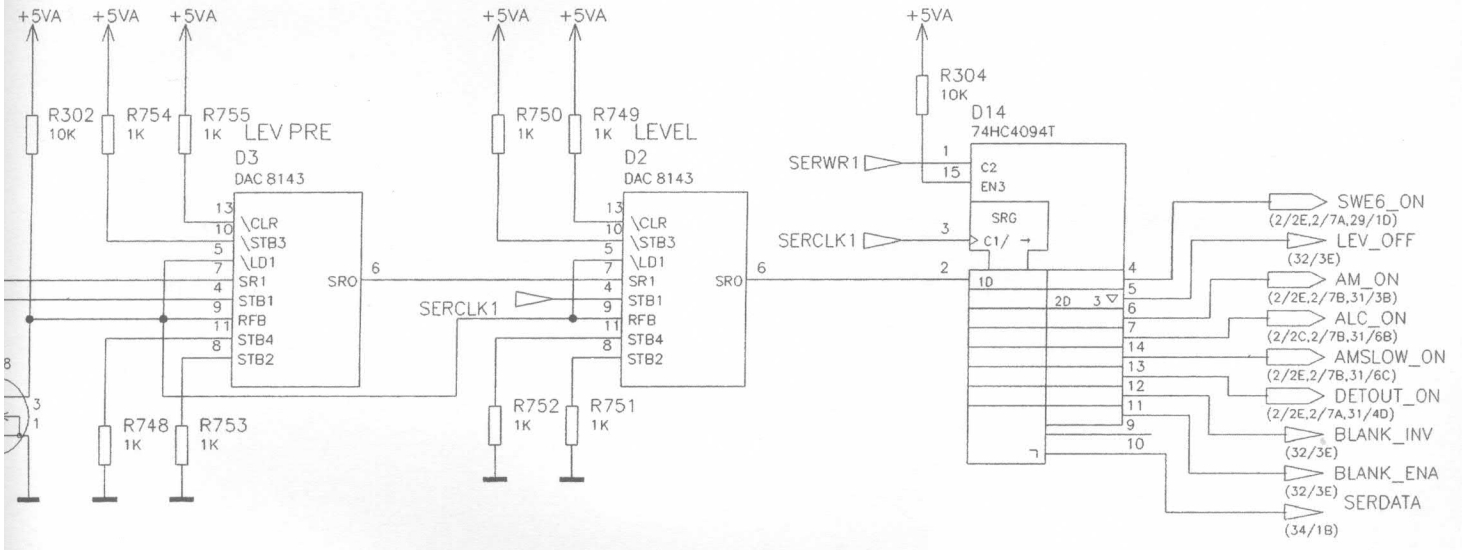 +5VA +5VA +5VA +5VA +5VA +5VA
R302 10K
R754 1K
R755 1K
LEV PRE
D3
DAC 8143
13 \CLR
10 \STB3
5 \LD1
7 SR1
4 STB1
9 RFB
11 STB4
8 STB2
SRO 6
R748 1K
R753 1K
8
3
1
R750 1K
R749 1K
LEVEL
D2
DAC 8143
13 \CLR
10 \STB3
5 \LD1
7 SR1
SERCLK1
4 STB1
9 RFB
11 STB4
8 STB2
SRO 6
R752 1K
R751 1K
R304
10K
D14
74HC4094T
SERWR1 1 C2
15 EN3
SRG
SERCLK1 3 C1/ →
2 1D
2D 3 ▽
4
5
6
7
14
13
12
11
9
10
SWE6_ON
(2/2E,2/7A,29/1D)
LEV_OFF
(32/3E)
AM_ON
(2/2E,2/7B,31/3B)
ALC_ON
(2/2C,2/7B,31/6B)
AMSLOW_ON
(2/2E,2/7B,31/6C)
DETOUT_ON
(2/2E,2/7A,31/4D)
BLANK_INV
(32/3E)
BLANK_ENA
(32/3E)
SERDATA
(34/1B)